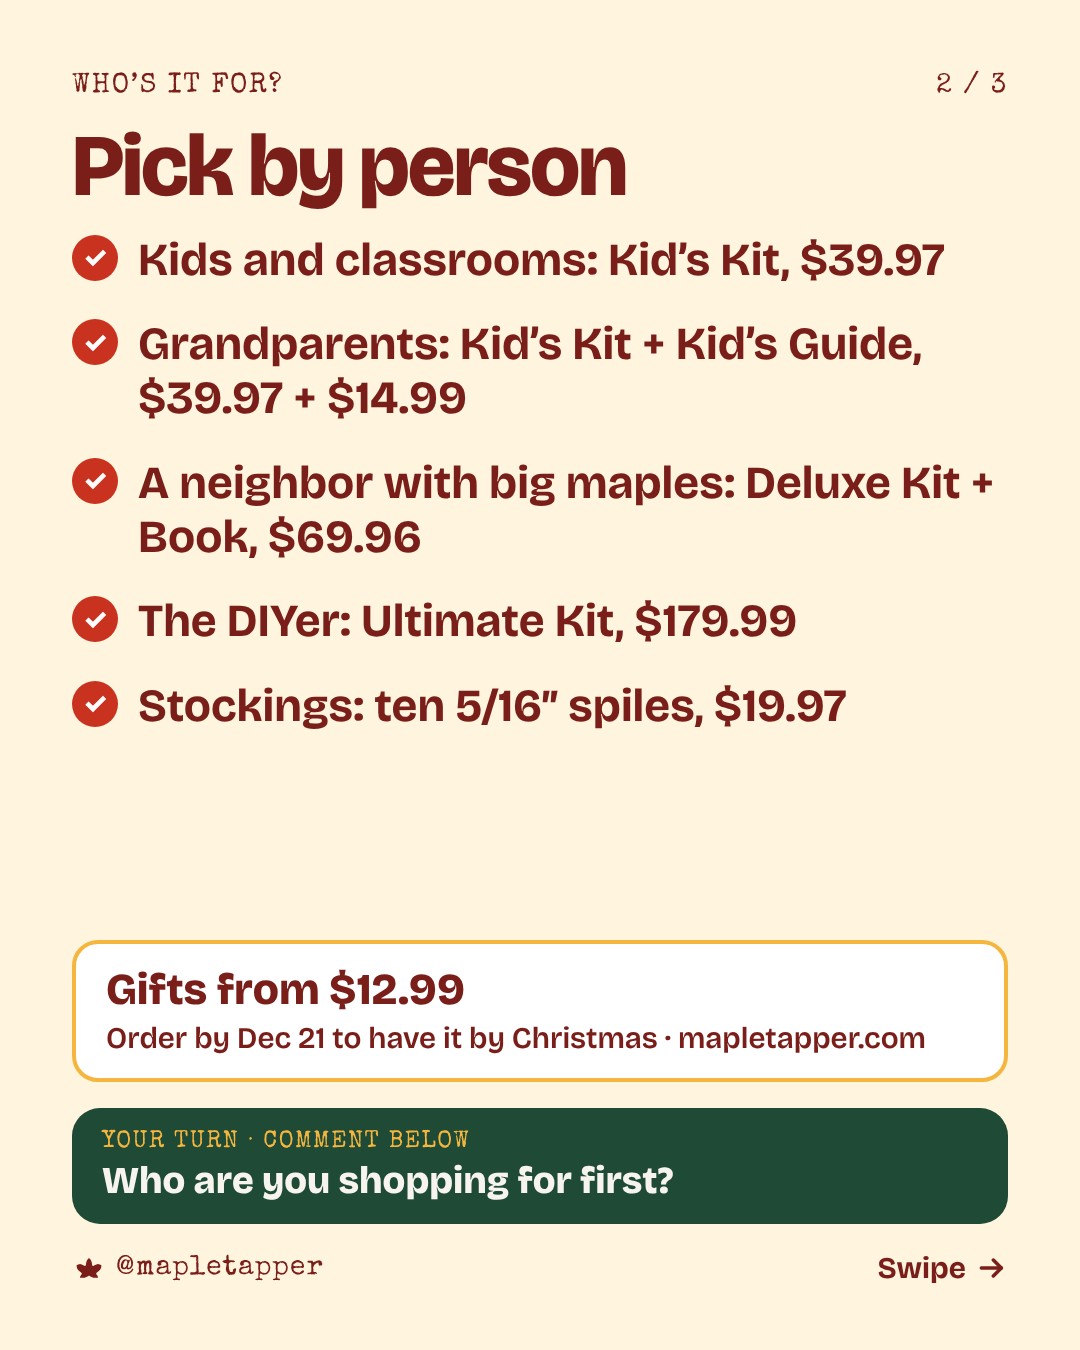 WHO’S IT FOR?
2 / 3
Pick by person
Kids and classrooms: Kid’s Kit, $39.97
Grandparents: Kid’s Kit + Kid’s Guide,
$39.97 + $14.99
A neighbor with big maples: Deluxe Kit +
Book, $69.96
The DIYer: Ultimate Kit, $179.99
Stockings: ten 5/16″ spiles, $19.97
Gifts from $12.99
Order by Dec 21 to have it by Christmas · mapletapper.com
YOUR TURN · COMMENT BELOW
Who are you shopping for first?
@mapletapper
Swipe →